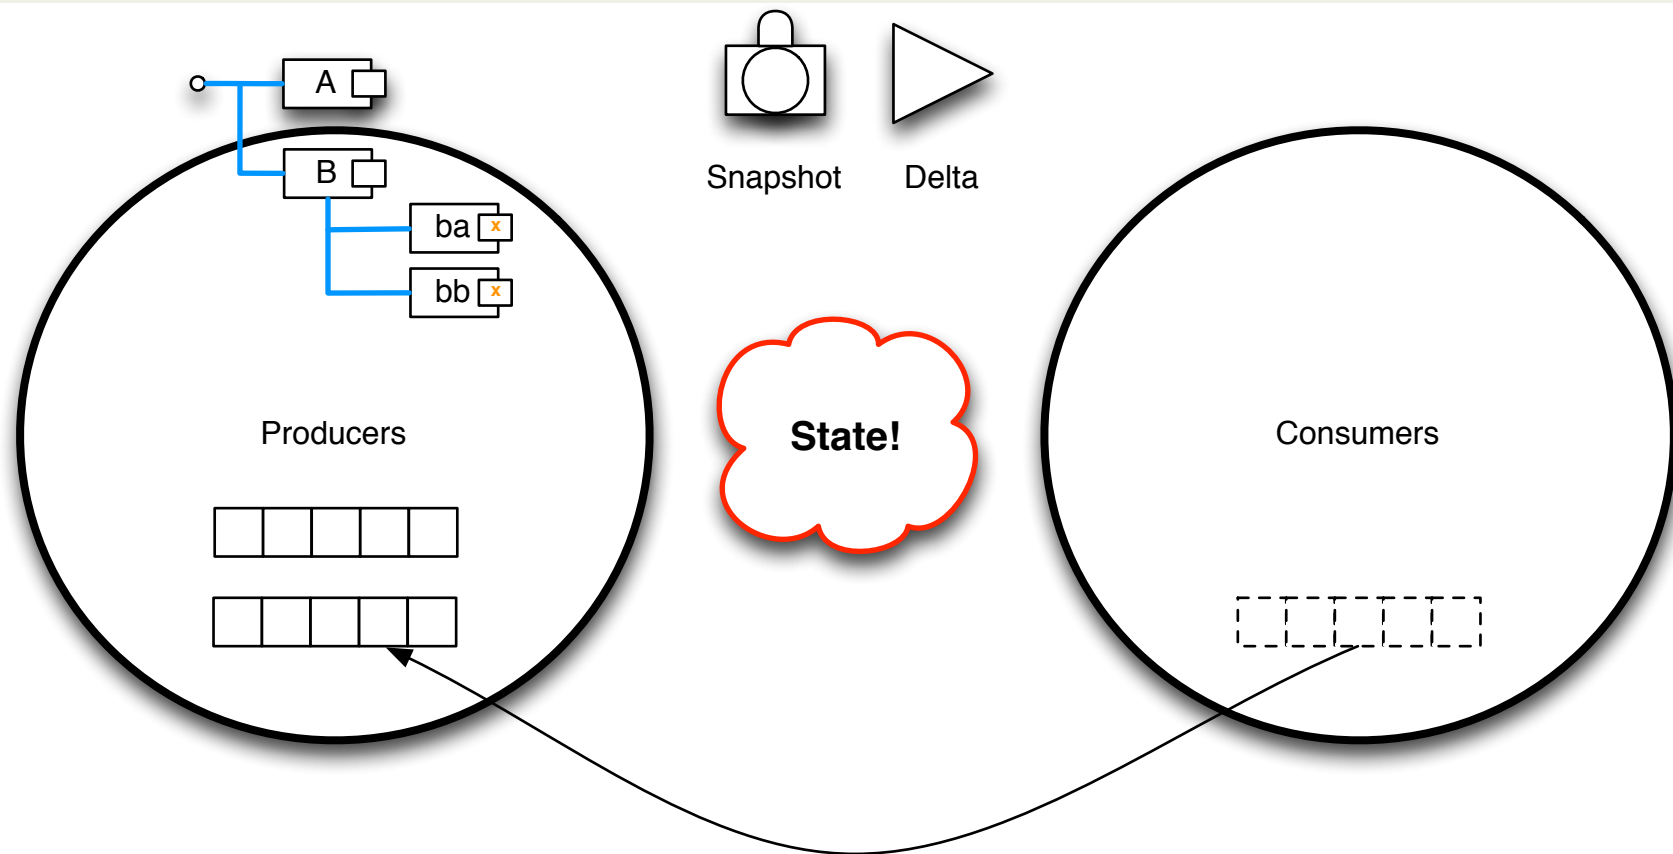 A
B
ba x
bb x
Snapshot Delta
Producers
State!
Consumers